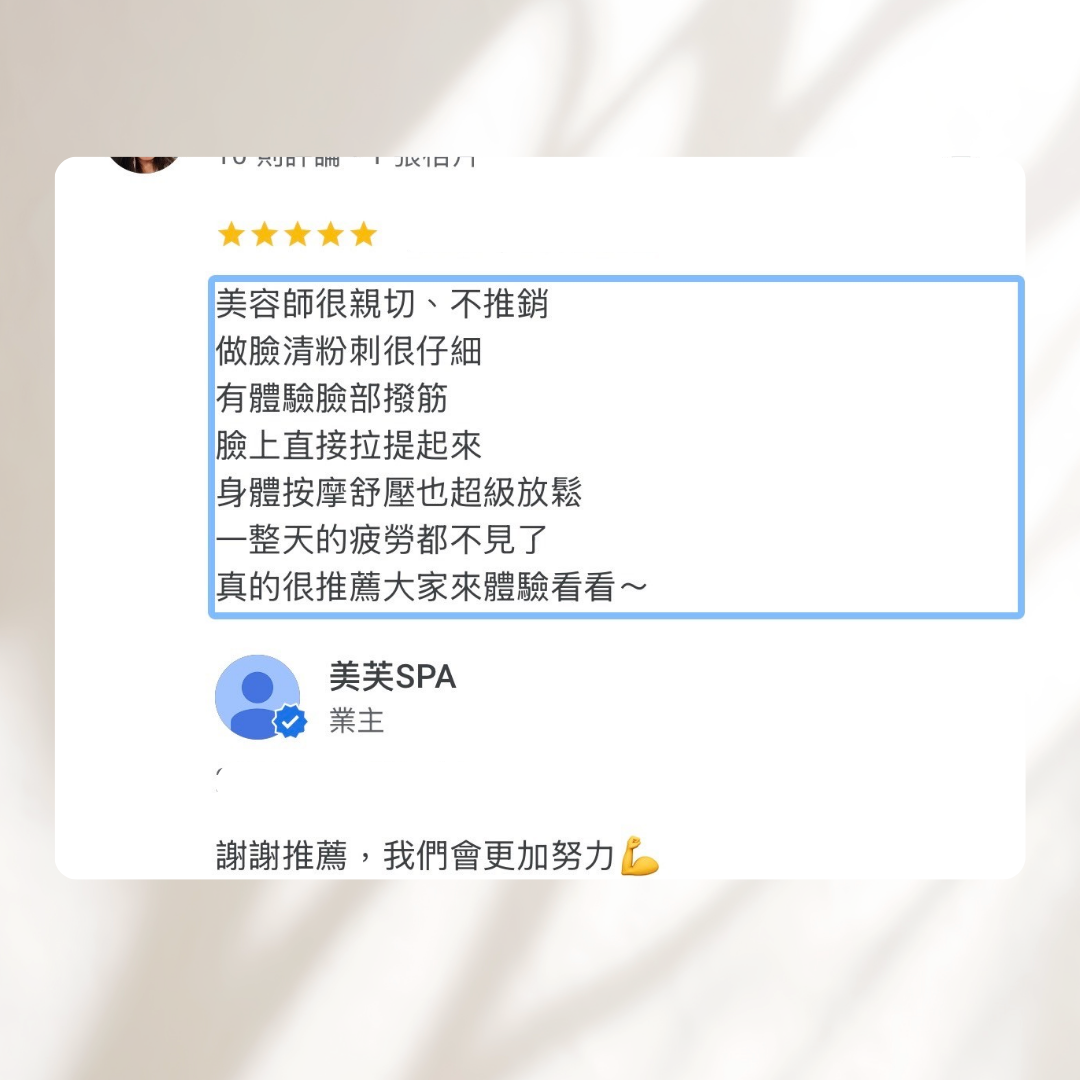 美容師很親切、不推銷
做臉清粉刺很仔細
有體驗臉部撥筋
臉上直接拉提起來
身體按摩舒壓也超級放鬆
一整天的疲勞都不見了
真的很推薦大家來體驗看看～
美芙SPA
業主
謝謝推薦，我們會更加努力💪